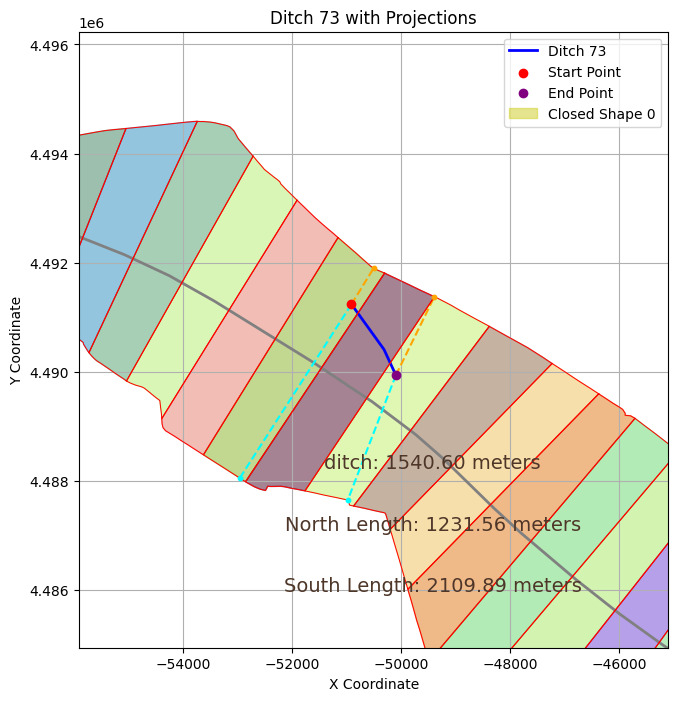 Ditch 73 with Projections
1e6
Ditch 73
Start Point
End Point
Closed Shape 0
4.496
4.494
4.492
4.490
4.488
4.486
Y Coordinate
ditch: 1540.60 meters
North Length: 1231.56 meters
South Length: 2109.89 meters
−54000
−52000
−50000
−48000
−46000
X Coordinate